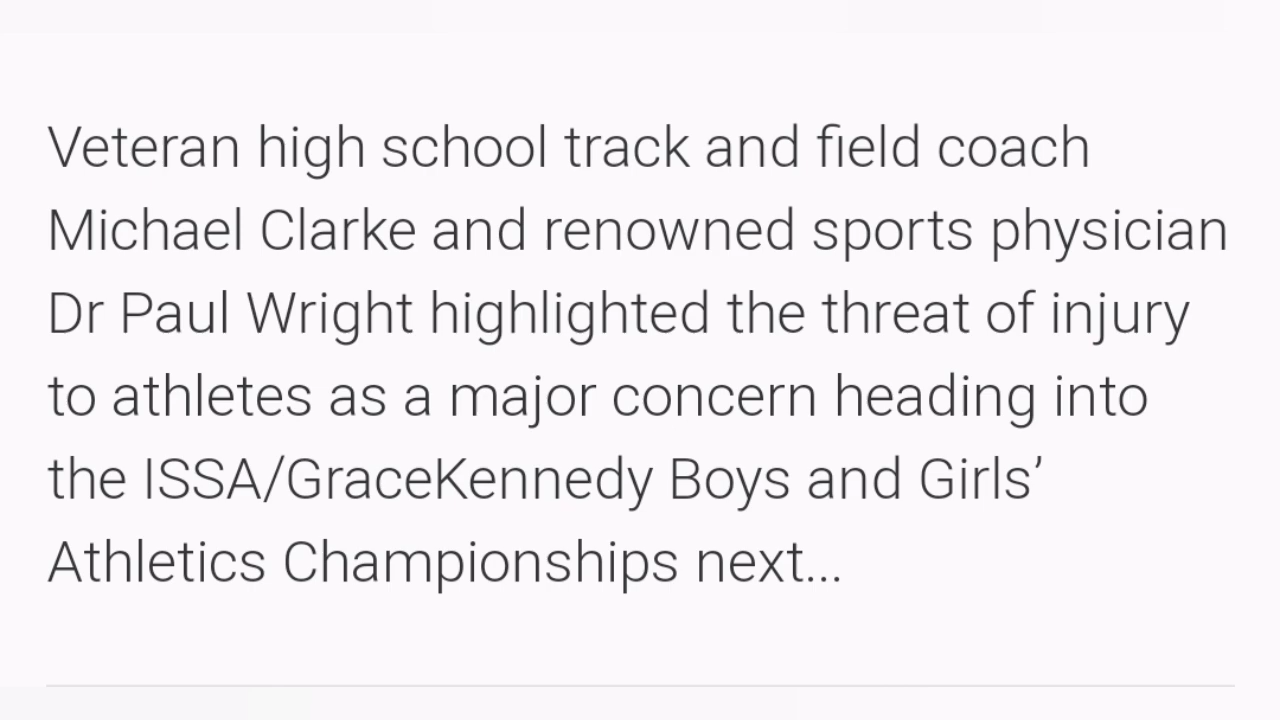 Veteran high school track and field coach
Michael Clarke and renowned sports physician
Dr Paul Wright highlighted the threat of injury
to athletes as a major concern heading into
the ISSA/GraceKennedy Boys and Girls’
Athletics Championships next...